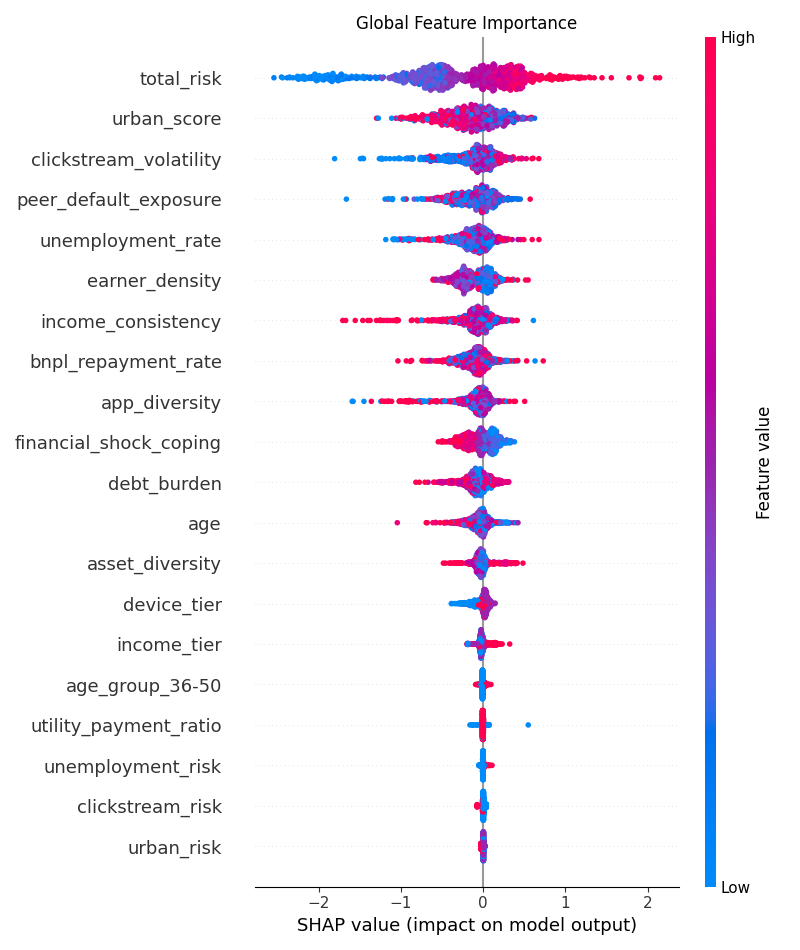 Global Feature Importance
High
total_risk
urban_score
clickstream_volatility
peer_default_exposure
unemployment_rate
earner_density
income_consistency
bnpl_repayment_rate
app_diversity
financial_shock_coping
debt_burden
age
asset_diversity
device_tier
income_tier
age_group_36-50
utility_payment_ratio
unemployment_risk
clickstream_risk
urban_risk
Feature value
Low
−2 −1 0 1 2
SHAP value (impact on model output)